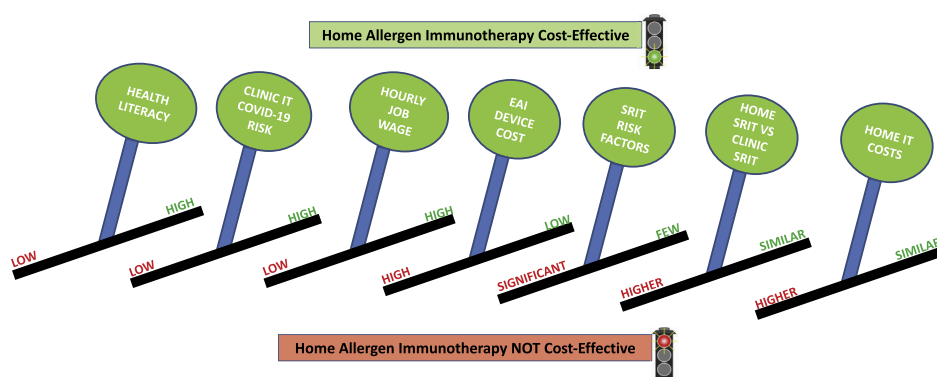 Home Allergen Immunotherapy Cost-Effective
HEALTH
LITERACY
LOW
HIGH
CLINIC IT
COVID-19
RISK
LOW
HIGH
HOURLY
JOB
WAGE
LOW
HIGH
EAI
DEVICE
COST
HIGH
LOW
SRIT
RISK
FACTORS
SIGNIFICANT
FEW
HOME
SRIT VS
CLINIC
SRIT
HIGHER
SIMILAR
HOME IT
COSTS
HIGHER
SIMILAR
Home Allergen Immunotherapy NOT Cost-Effective